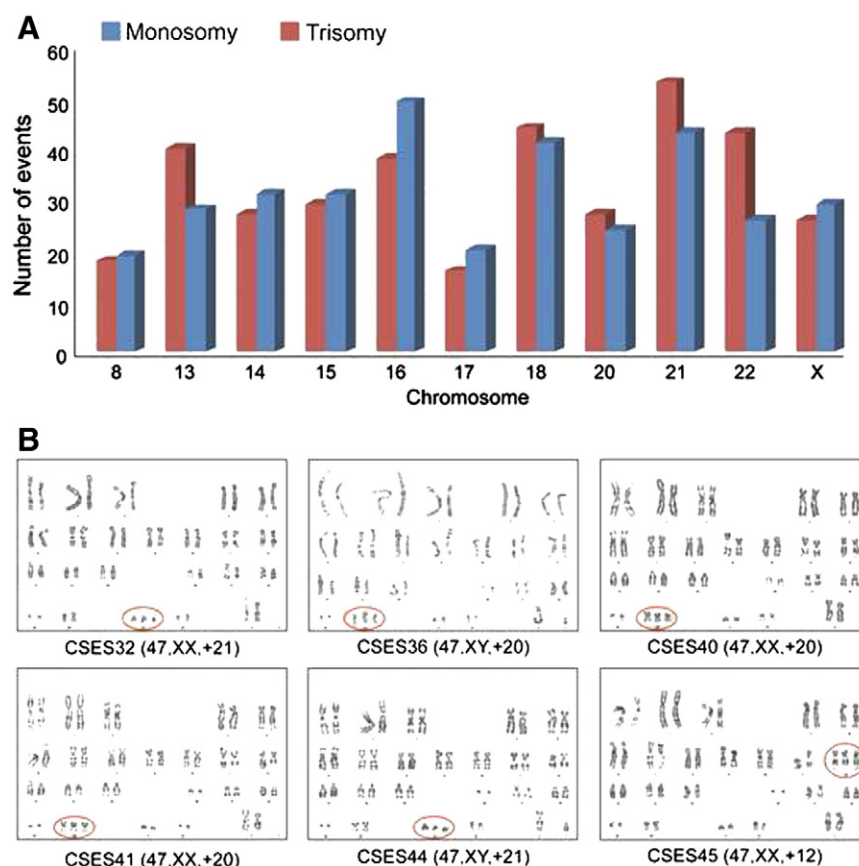 A
Monosomy Trisomy
Number of events
60
50
40
30
20
10
0
8 13 14 15 16 17 18 20 21 22 X
Chromosome
B
CSES32 (47,XX,+21) CSES36 (47,XY,+20) CSES40 (47,XX,+20)
CSES41 (47,XX,+20) CSES44 (47,XY,+21) CSES45 (47,XX,+12)